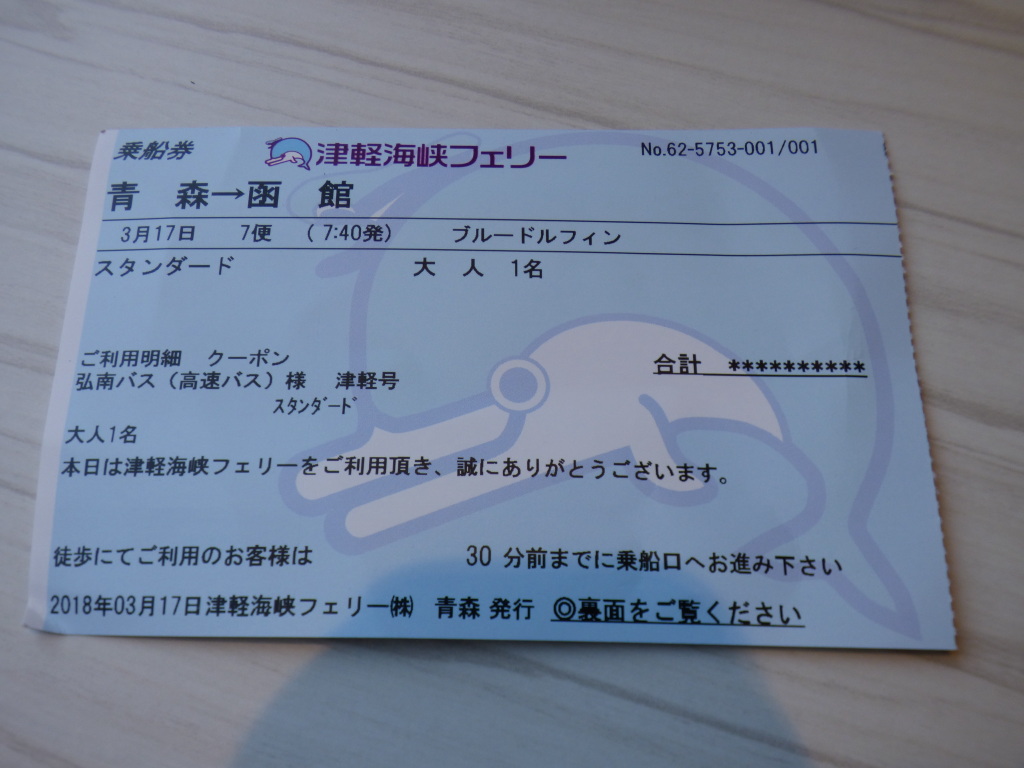 乗船券 津軽海峡フェリー No.62-5753-001/001
青 森→函 館
3月17日 7便 (7:40発) ブルードルフィン
スタンダード 大 人 1名
ご利用明細 クーポン 合計 **********
弘南バス（高速バス）様 津軽号
ｽﾀﾝﾀﾞｰﾄﾞ
大人1名
本日は津軽海峡フェリーをご利用頂き、誠にありがとうございます。
徒歩にてご利用のお客様は 30 分前までに乗船口へお進み下さい
2018年03月17日津軽海峡フェリー㈱ 青森 発行 ◎裏面をご覧ください